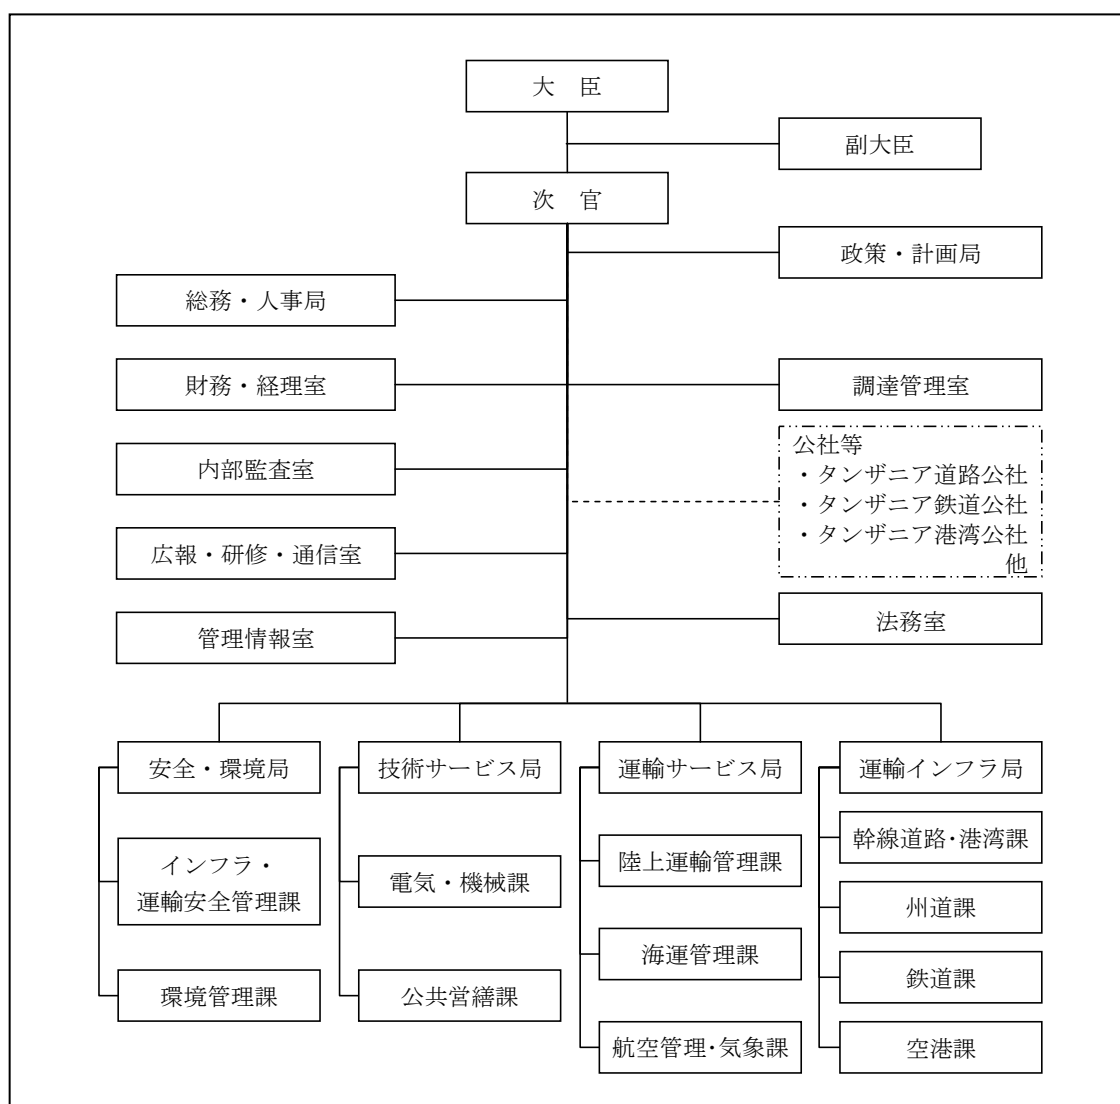 大　臣
副大臣
次　官
政策・計画局
総務・人事局
財務・経理室
調達管理室
公社等
・タンザニア道路公社
・タンザニア鉄道公社
・タンザニア港湾公社
他
内部監査室
広報・研修・通信室
法務室
管理情報室
安全・環境局
インフラ・
運輸安全管理課
環境管理課
技術サービス局
電気・機械課
公共営繕課
運輸サービス局
陸上運輸管理課
海運管理課
航空管理・気象課
運輸インフラ局
幹線道路・港湾課
州道課
鉄道課
空港課